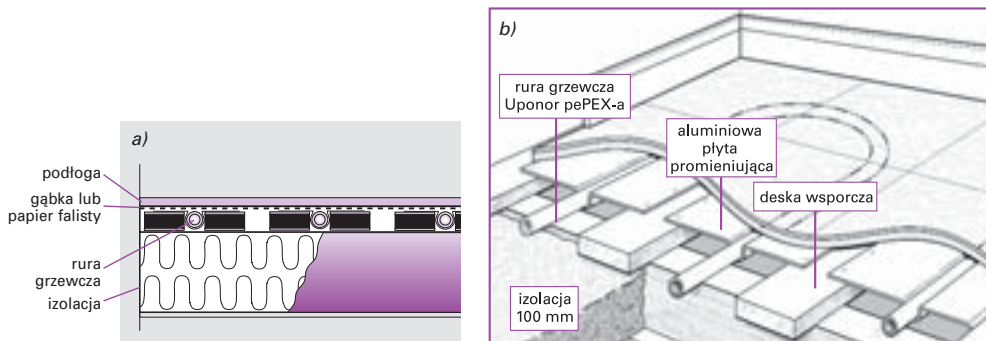 a)
podłoga
gąbka lub
papier falisty
rura
grzewcza
izolacja
b)
rura grzewcza
Uponor pePEX-a
aluminiowa
płyta
promieniująca
deska wsporcza
izolacja
100 mm